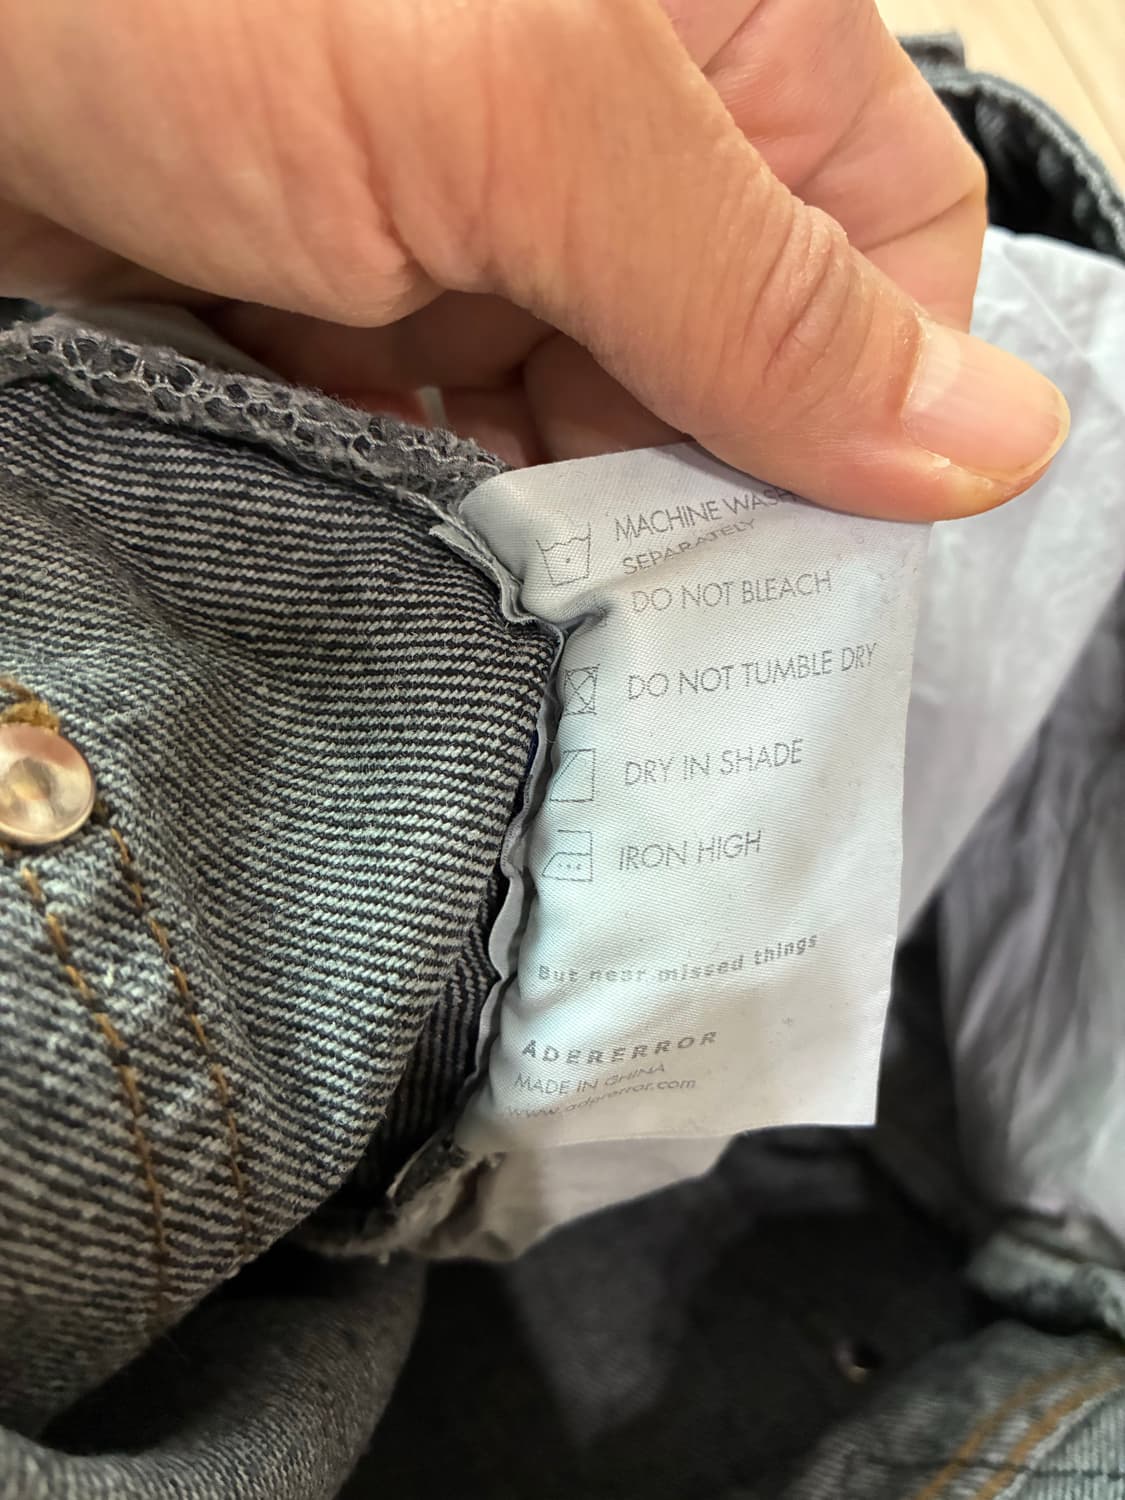 MACHINE WASH
SEPARATELY
DO NOT BLEACH
DO NOT TUMBLE DRY
DRY IN SHADE
IRON HIGH
But near missed things
ADERERROR
MADE IN CHINA
www.adererror.com